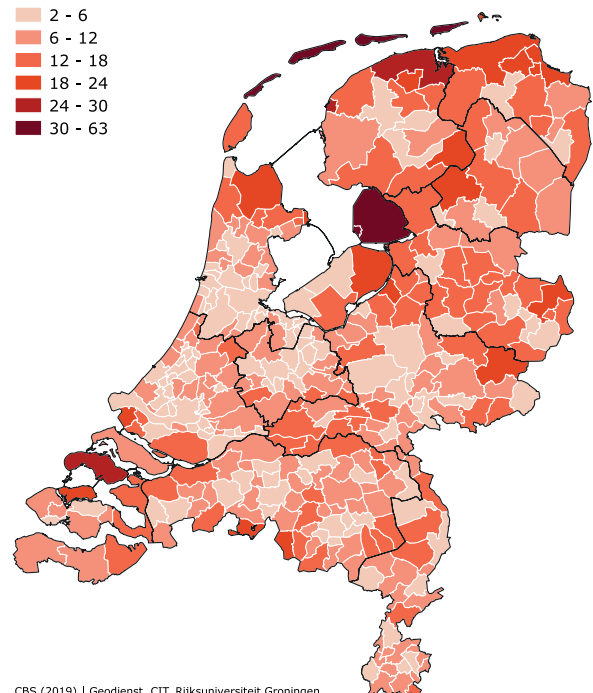 2 - 6
6 - 12
12 - 18
18 - 24
24 - 30
30 - 63
CBS (2019) | Geodienst, CIT, Rijksuniversiteit Groningen